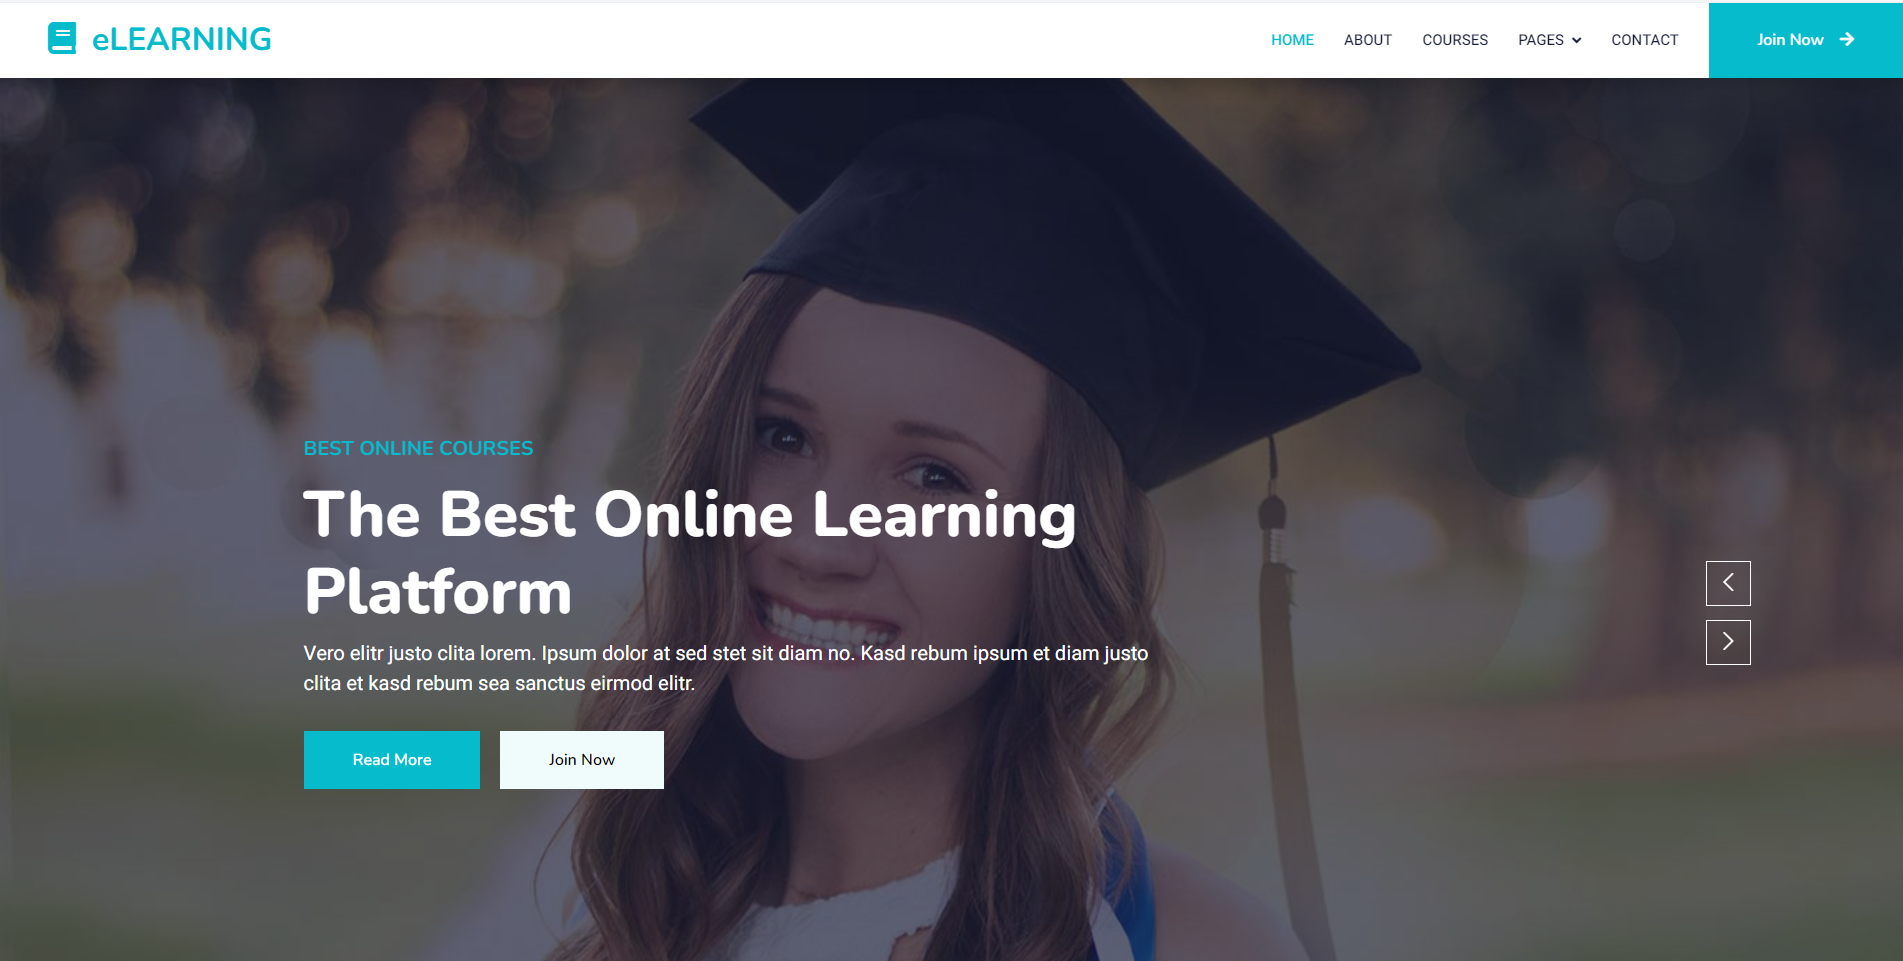 eLEARNING
HOME
ABOUT
COURSES
PAGES
CONTACT
Join Now
BEST ONLINE COURSES
The Best Online Learning
Platform
Vero elitr justo clita lorem. Ipsum dolor at sed stet sit diam no. Kasd rebum ipsum et diam justo
clita et kasd rebum sea sanctus eirmod elitr.
Read More
Join Now